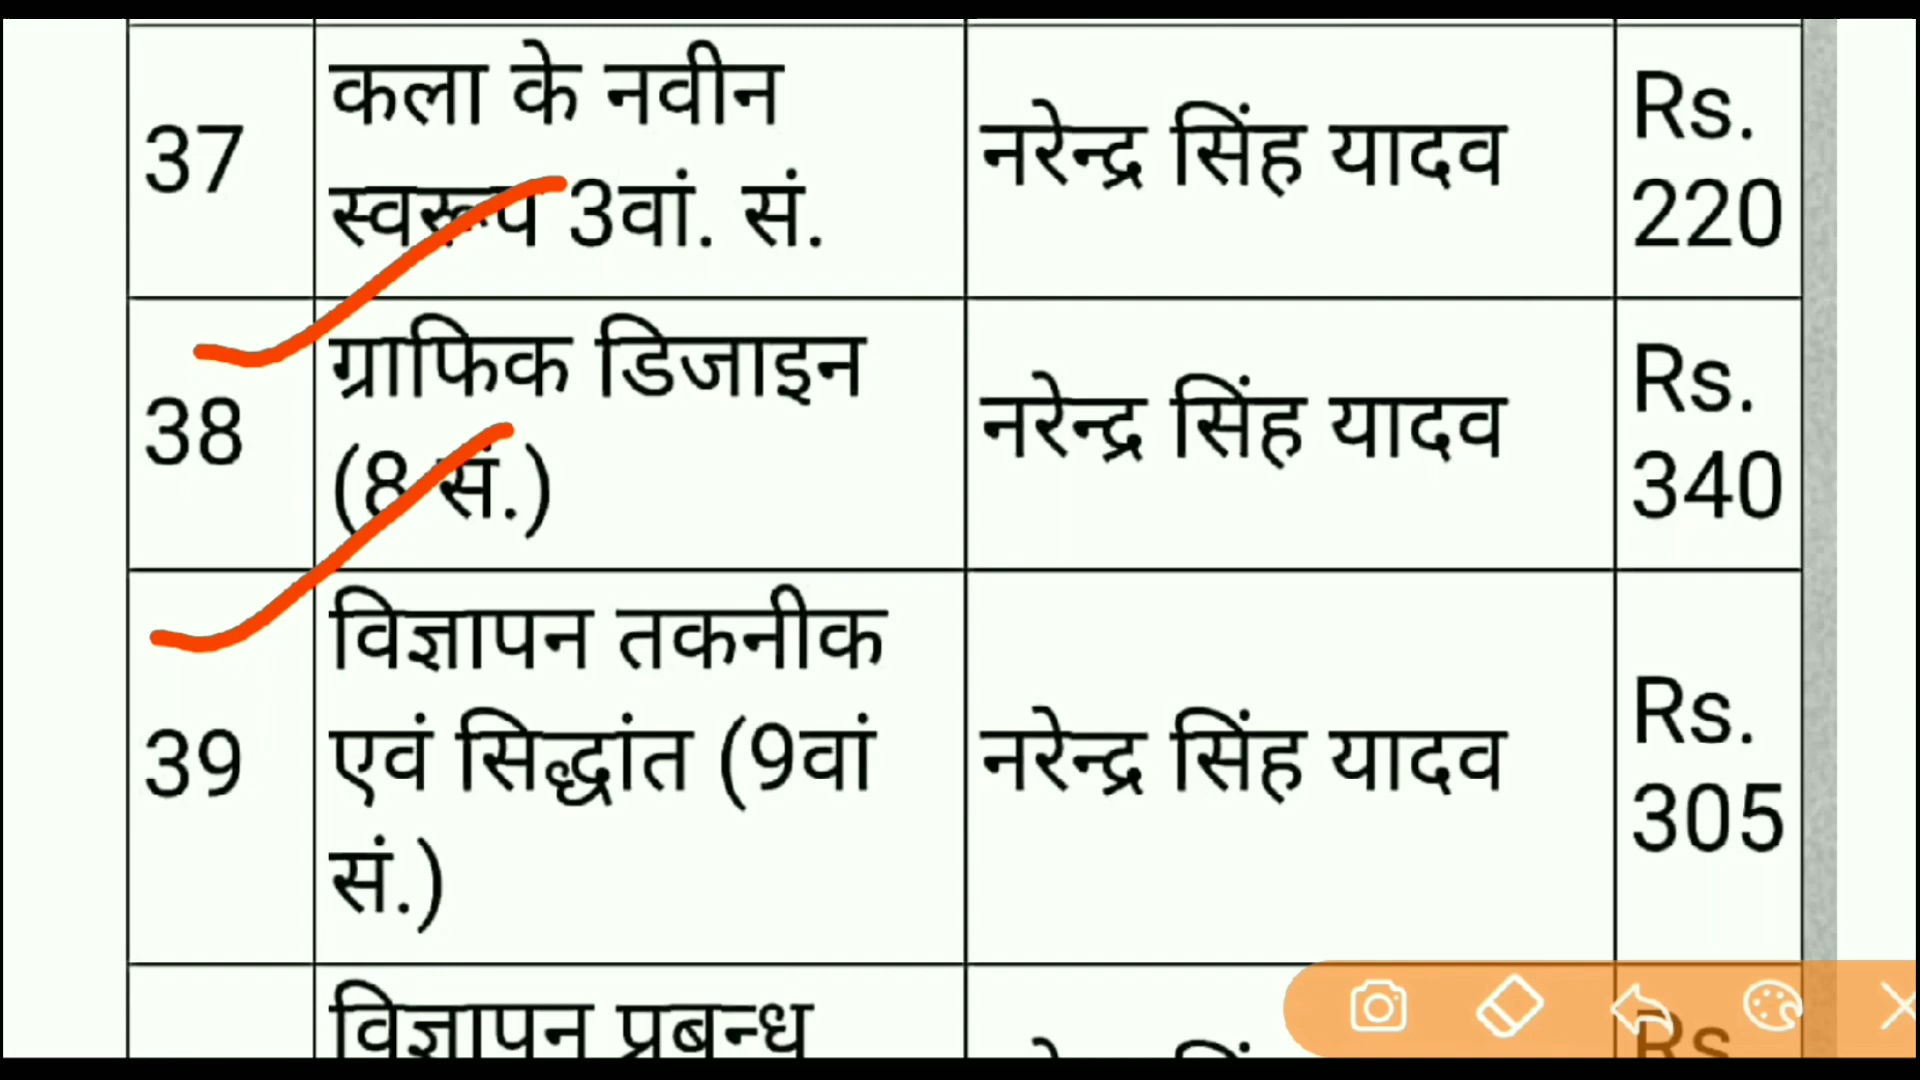 37
कला के नवीन
स्वरूप 3वां. सं.
नरेन्द्र सिंह यादव
Rs.
220
38
ग्राफिक डिजाइन
(8 सं.)
नरेन्द्र सिंह यादव
Rs.
340
39
विज्ञापन तकनीक
एवं सिद्धांत (9वां
सं.)
नरेन्द्र सिंह यादव
Rs.
305
विज्ञापन प्रबन्ध
Rs